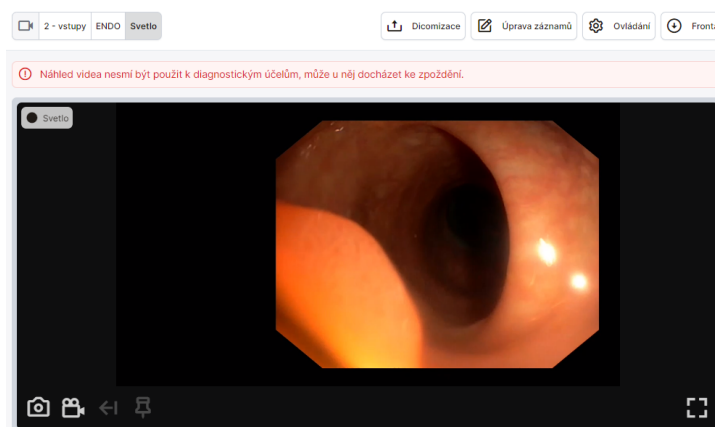 2 - vstupy ENDO Svetlo Dicomizace Úprava záznamů Ovládání Fronta
Náhled videa nesmí být použit k diagnostickým účelům, může u něj docházet ke zpoždění.
Svetlo